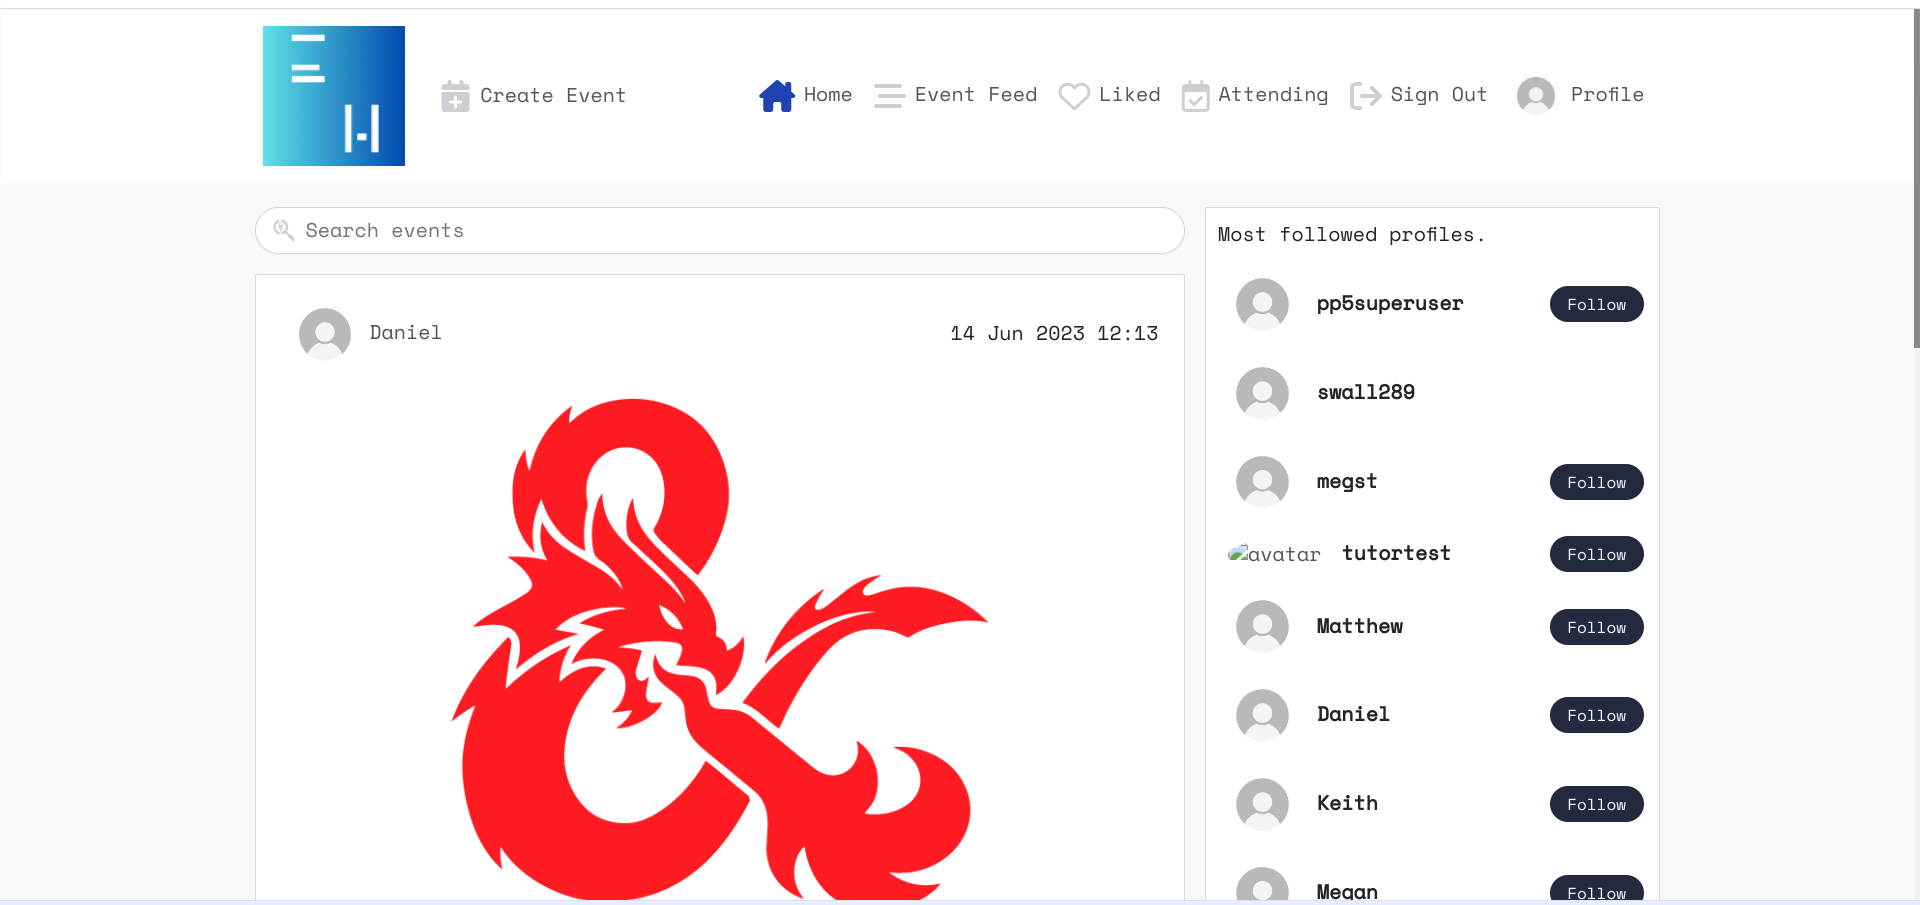 Create Event
Home Event Feed Liked Attending Sign Out Profile
Search events
Daniel
14 Jun 2023 12:13
Most followed profiles.
pp5superuser Follow
swall289
megst Follow
avatar tutortest Follow
Matthew Follow
Daniel Follow
Keith Follow
Megan Follow